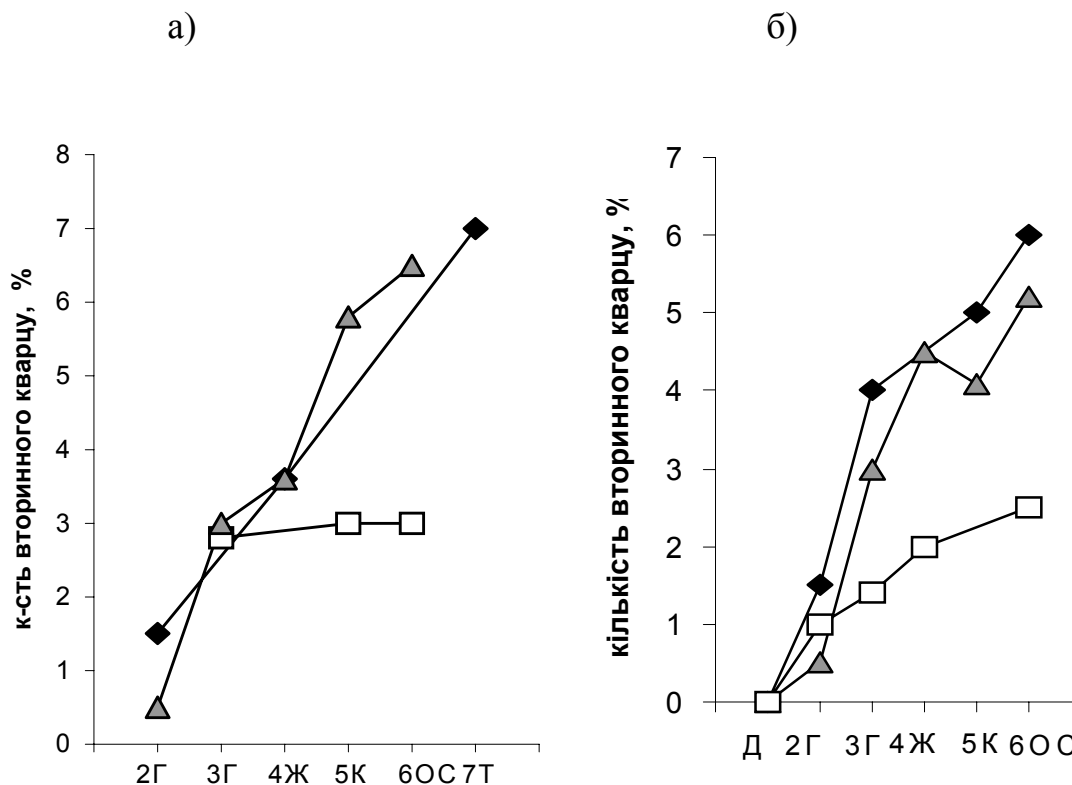 а)
б)
к-сть вторинного кварцу, %
8
7
6
5
4
3
2
1
0
2Г 3Г 4Ж 5К 6ОС 7Т
кількість вторинного кварцу, %
7
6
5
4
3
2
1
0
Д 2Г 3Г 4Ж 5К 6ОС